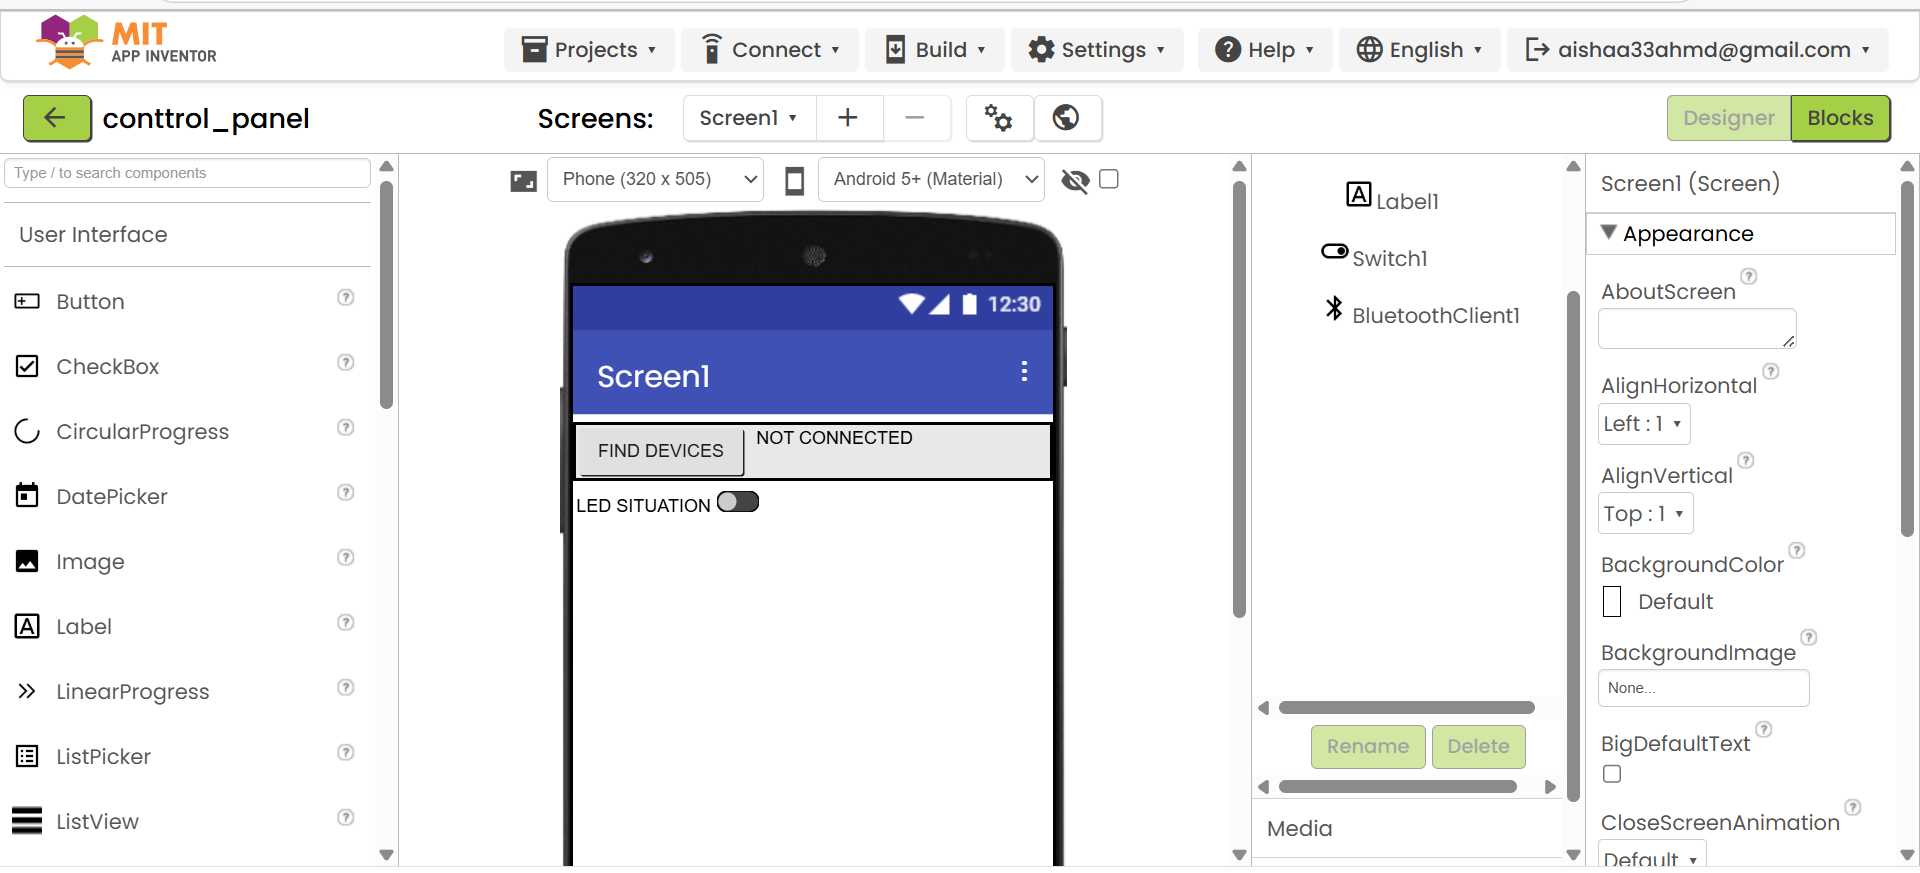 MIT
APP INVENTOR
Projects ▾
Connect ▾
Build ▾
Settings ▾
Help ▾
English ▾
aishaa33ahmd@gmail.com ▾
conttrol_panel
Screens:
Screen1 ▾
+
−
Designer
Blocks
Type / to search components
User Interface
Button ?
CheckBox ?
CircularProgress ?
DatePicker ?
Image ?
Label ?
LinearProgress ?
ListPicker ?
ListView ?
Phone (320 x 505)
Android 5+ (Material)
12:30
Screen1
FIND DEVICES
NOT CONNECTED
LED SITUATION
Label1
Switch1
BluetoothClient1
Rename
Delete
Media
Screen1 (Screen)
Appearance
AboutScreen ?
AlignHorizontal ?
Left : 1 ▾
AlignVertical ?
Top : 1 ▾
BackgroundColor ?
Default
BackgroundImage ?
None...
BigDefaultText ?
CloseScreenAnimation ?
Default ▾